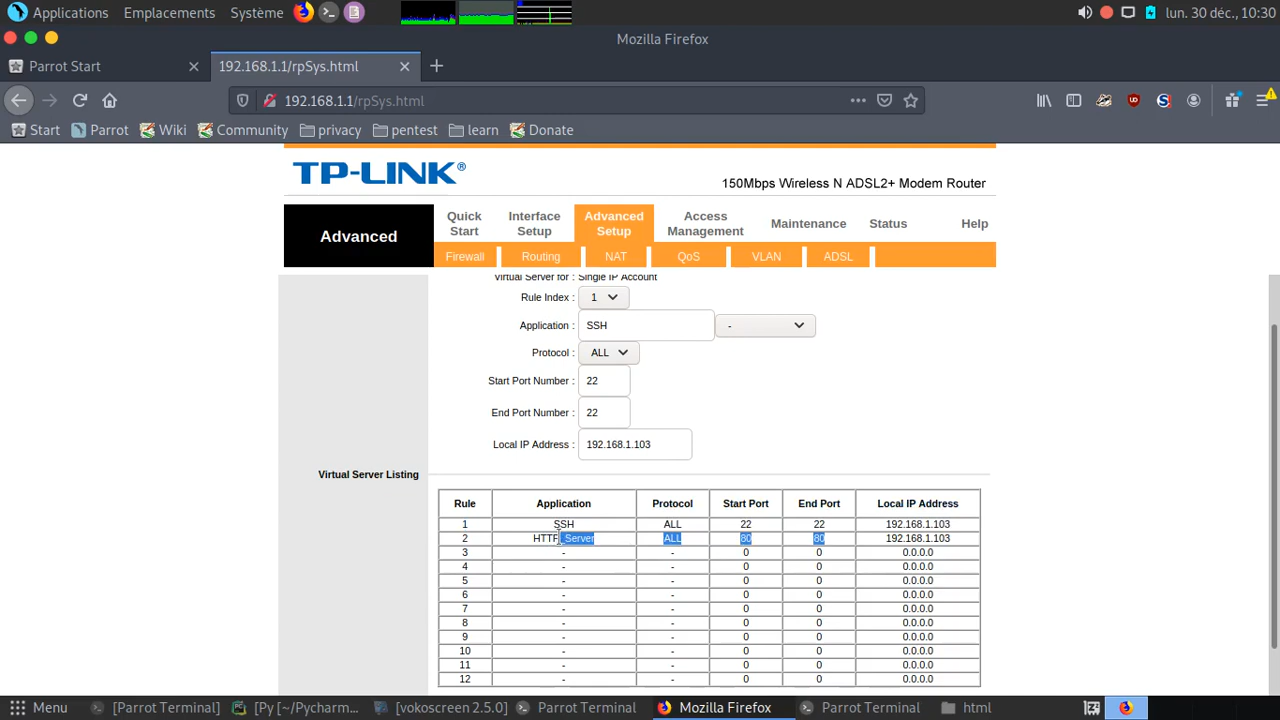 Applications Emplacements Système lun. 30 déc., 10:30
Mozilla Firefox
Parrot Start 192.168.1.1/rpSys.html
192.168.1.1/rpSys.html
Start Parrot Wiki Community privacy pentest learn Donate
TP-LINK®
150Mbps Wireless N ADSL2+ Modem Router
Advanced
Quick Start Interface Setup Advanced Setup Access Management Maintenance Status Help
Firewall Routing NAT QoS VLAN ADSL
Virtual Server for : Single IP Account
Rule Index : 1
Application : SSH -
Protocol : ALL
Start Port Number : 22
End Port Number : 22
Local IP Address : 192.168.1.103
Virtual Server Listing
Rule Application Protocol Start Port End Port Local IP Address
1 SSH ALL 22 22 192.168.1.103
2 HTTP_Server ALL 80 80 192.168.1.103
3 - - 0 0 0.0.0.0
4 - - 0 0 0.0.0.0
5 - - 0 0 0.0.0.0
6 - - 0 0 0.0.0.0
7 - - 0 0 0.0.0.0
8 - - 0 0 0.0.0.0
9 - - 0 0 0.0.0.0
10 - - 0 0 0.0.0.0
11 - - 0 0 0.0.0.0
12 - - 0 0 0.0.0.0
Menu [Parrot Terminal] [Py [~/Pycharm... [vokoscreen 2.5.0] Parrot Terminal Mozilla Firefox Parrot Terminal html